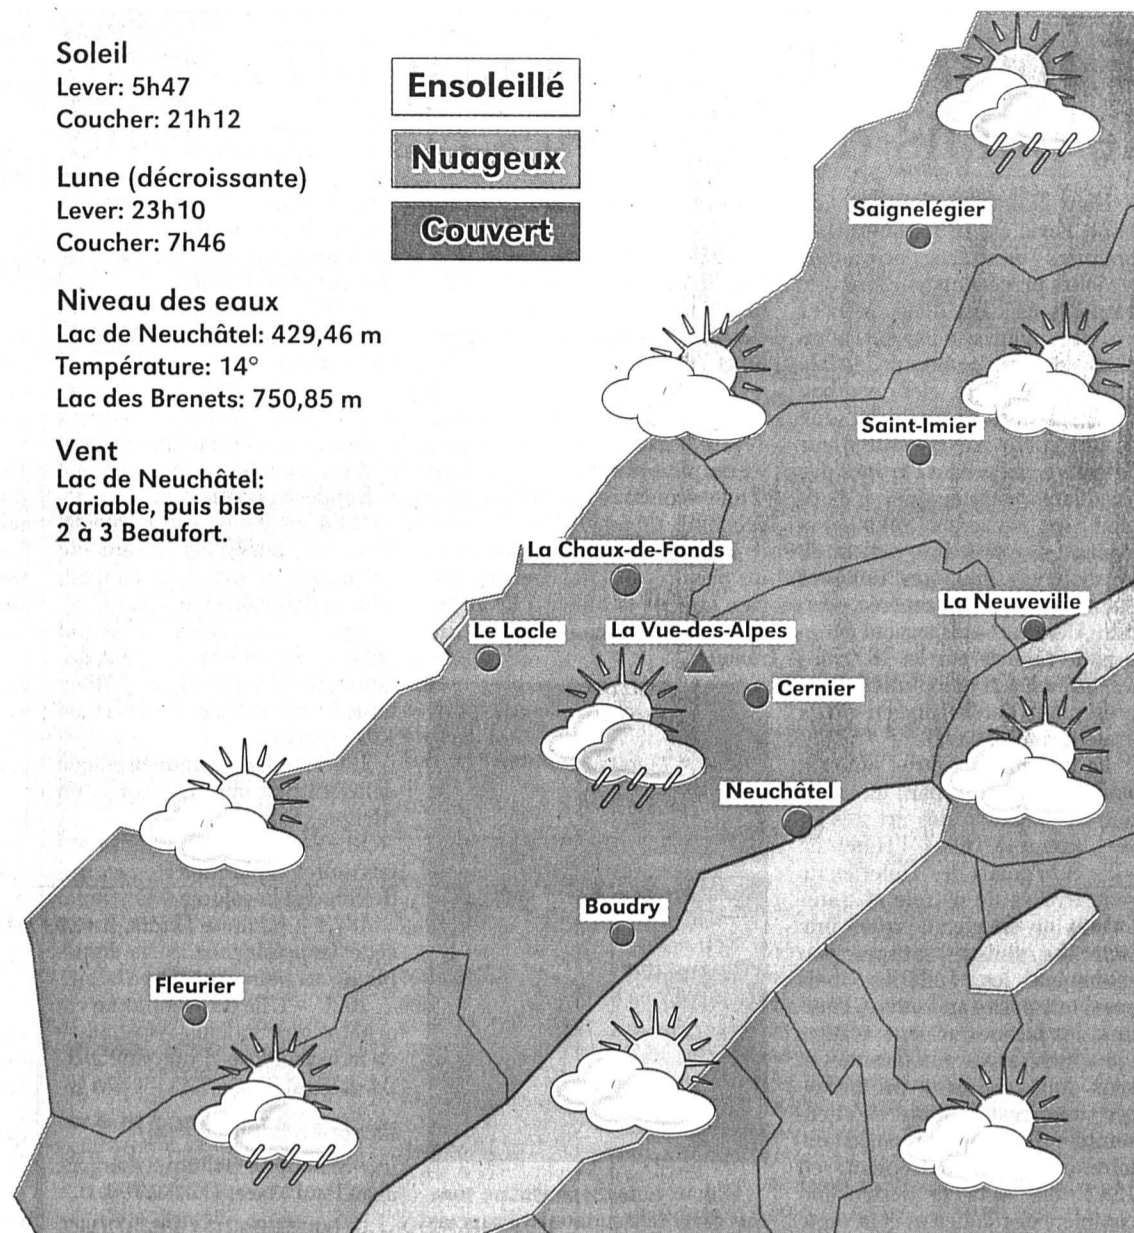 Soleil
Lever: 5h47
Coucher: 21h12
Lune (décroissante)
Lever: 23h10
Coucher: 7h46
Niveau des eaux
Lac de Neuchâtel: 429,46 m
Température: 14°
Lac des Brenets: 750,85 m
Vent
Lac de Neuchâtel:
variable, puis bise
2 à 3 Beaufort.
Ensoleillé
Nuageux
Couvert
Saignelégier
Saint-Imier
La Chaux-de-Fonds
La Neuveville
Le Locle
La Vue-des-Alpes
Cernier
Neuchâtel
Boudry
Fleurier